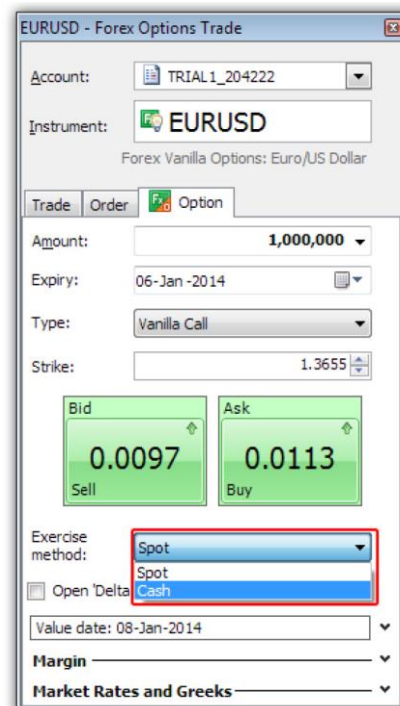 EURUSD - Forex Options Trade
Account: TRIAL1_204222
Instrument: EURUSD
Forex Vanilla Options: Euro/US Dollar
Trade Order Option
Amount: 1,000,000
Expiry: 06-Jan -2014
Type: Vanilla Call
Strike: 1.3655
Bid Ask
0.0097 0.0113
Sell Buy
Exercise method: Spot
Spot
Open 'Delta Cash
Value date: 08-Jan-2014
Margin
Market Rates and Greeks